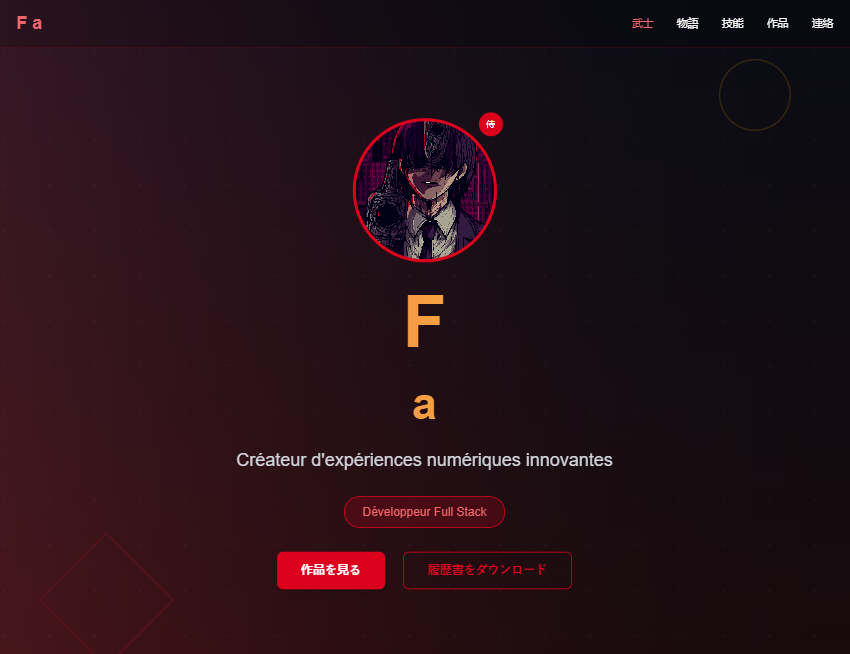 F a
武士 物語 技能 作品 連絡
侍
F
a
Créateur d'expériences numériques innovantes
Développeur Full Stack
作品を見る 履歴書をダウンロード